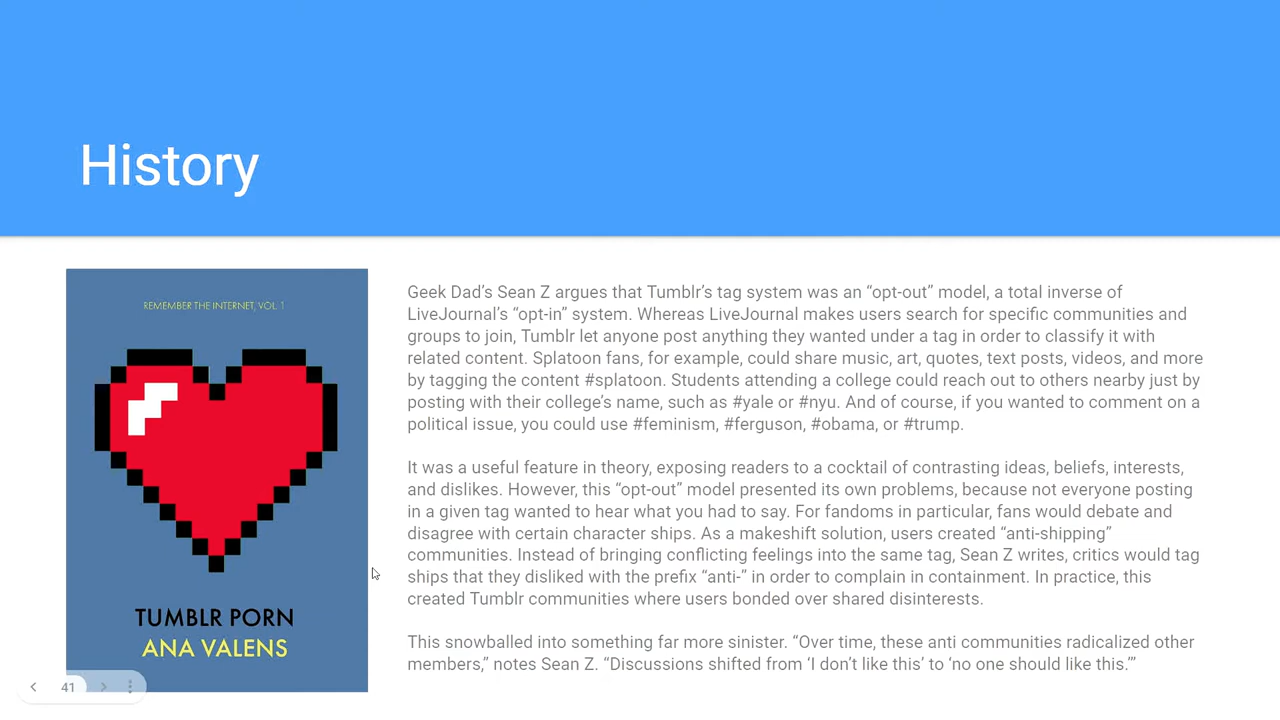 History
REMEMBER THE INTERNET, VOL. 1
TUMBLR PORN
ANA VALENS
Geek Dad’s Sean Z argues that Tumblr’s tag system was an “opt-out” model, a total inverse of
LiveJournal’s “opt-in” system. Whereas LiveJournal makes users search for specific communities and
groups to join, Tumblr let anyone post anything they wanted under a tag in order to classify it with
related content. Splatoon fans, for example, could share music, art, quotes, text posts, videos, and more
by tagging the content #splatoon. Students attending a college could reach out to others nearby just by
posting with their college’s name, such as #yale or #nyu. And of course, if you wanted to comment on a
political issue, you could use #feminism, #ferguson, #obama, or #trump.
It was a useful feature in theory, exposing readers to a cocktail of contrasting ideas, beliefs, interests,
and dislikes. However, this “opt-out” model presented its own problems, because not everyone posting
in a given tag wanted to hear what you had to say. For fandoms in particular, fans would debate and
disagree with certain character ships. As a makeshift solution, users created “anti-shipping”
communities. Instead of bringing conflicting feelings into the same tag, Sean Z writes, critics would tag
ships that they disliked with the prefix “anti-” in order to complain in containment. In practice, this
created Tumblr communities where users bonded over shared disinterests.
This snowballed into something far more sinister. “Over time, these anti communities radicalized other
members,” notes Sean Z. “Discussions shifted from ‘I don’t like this’ to ‘no one should like this.’”
41